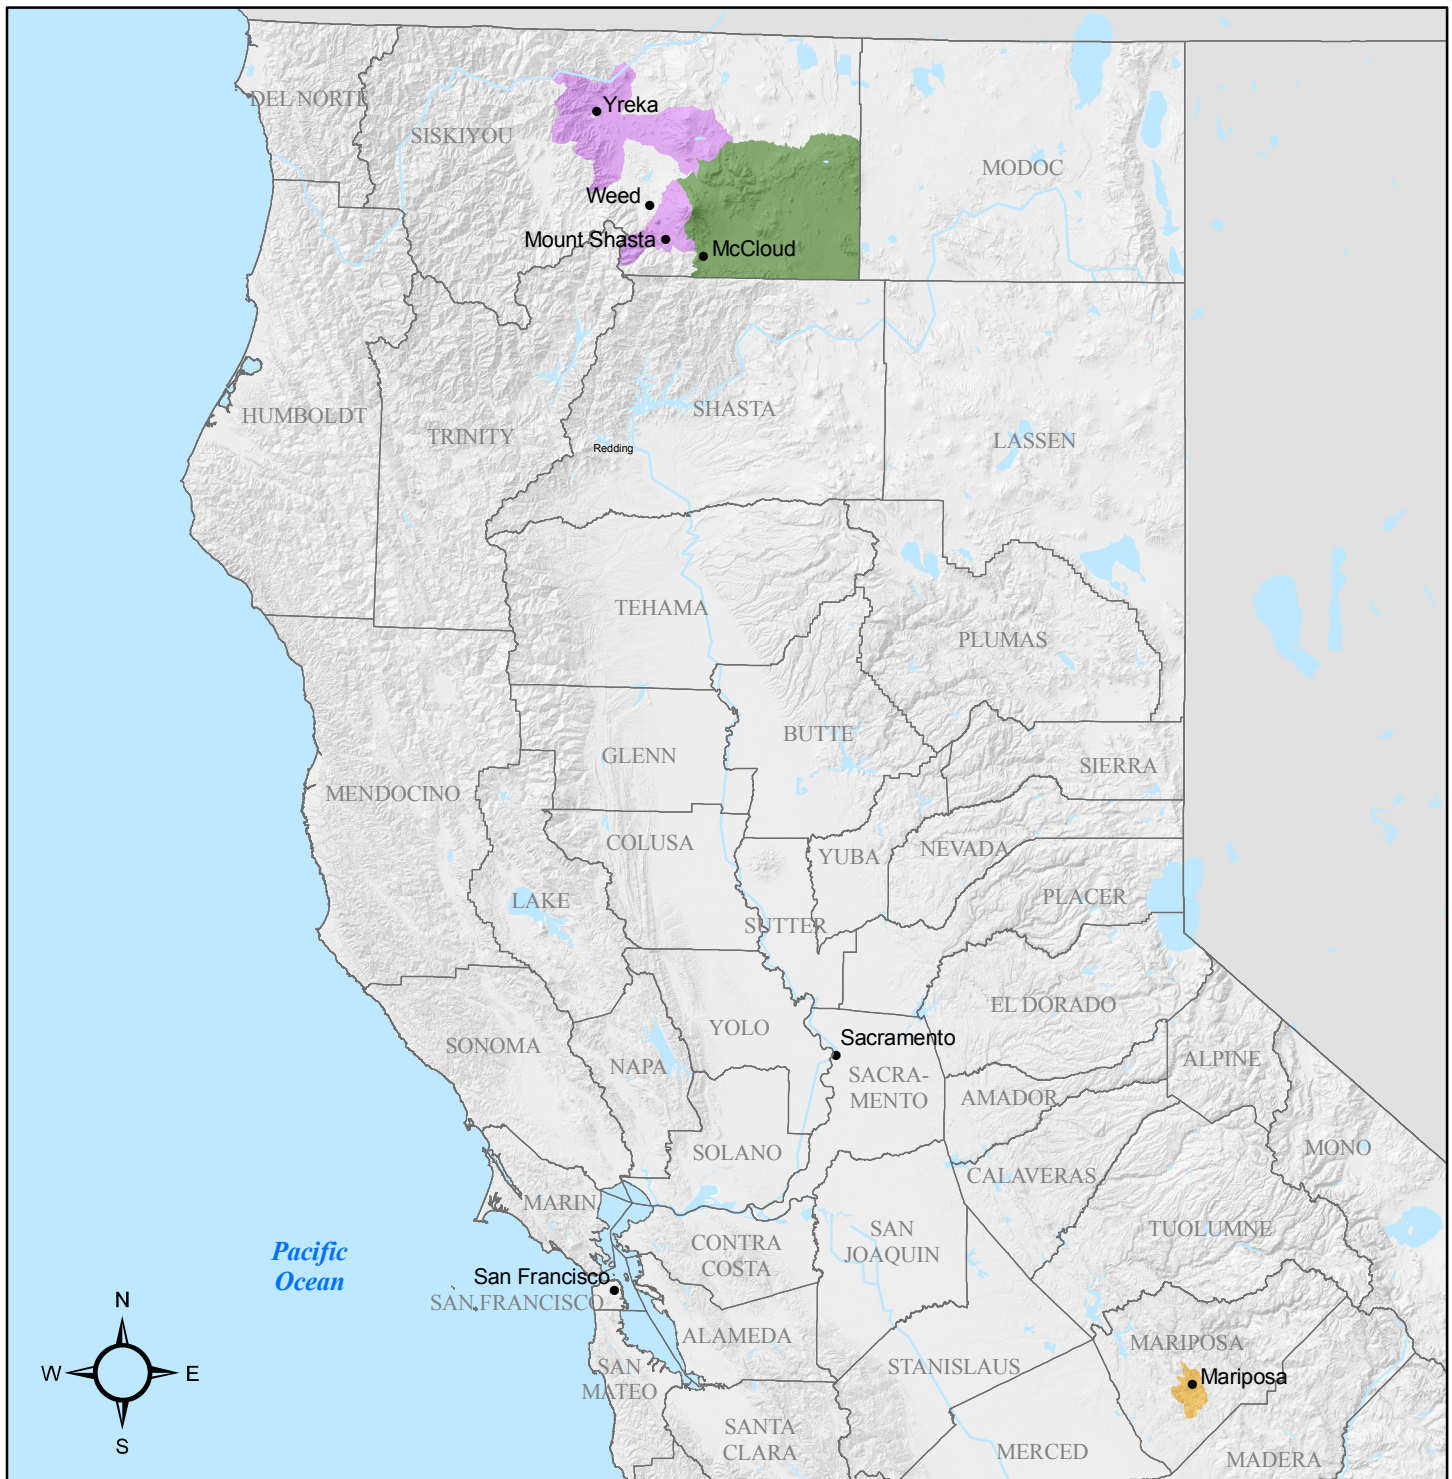 DEL NORTE
SISKIYOU
Yreka
MODOC
Weed
Mount Shasta
McCloud
HUMBOLDT
TRINITY
SHASTA
Redding
LASSEN
TEHAMA
PLUMAS
BUTTE
GLENN
SIERRA
MENDOCINO
COLUSA
YUBA
NEVADA
LAKE
PLACER
SUTTER
EL DORADO
YOLO
SONOMA
Sacramento
NAPA
ALPINE
SACRA-
MENTO
AMADOR
SOLANO
MONO
CALAVERAS
MARIN
TUOLUMNE
SAN
JOAQUIN
CONTRA
COSTA
Pacific
Ocean
San Francisco
SAN FRANCISCO
N
W
E
S
ALAMEDA
MARIPOSA
STANISLAUS
SAN
MATEO
Mariposa
SANTA
CLARA
MERCED
MADERA